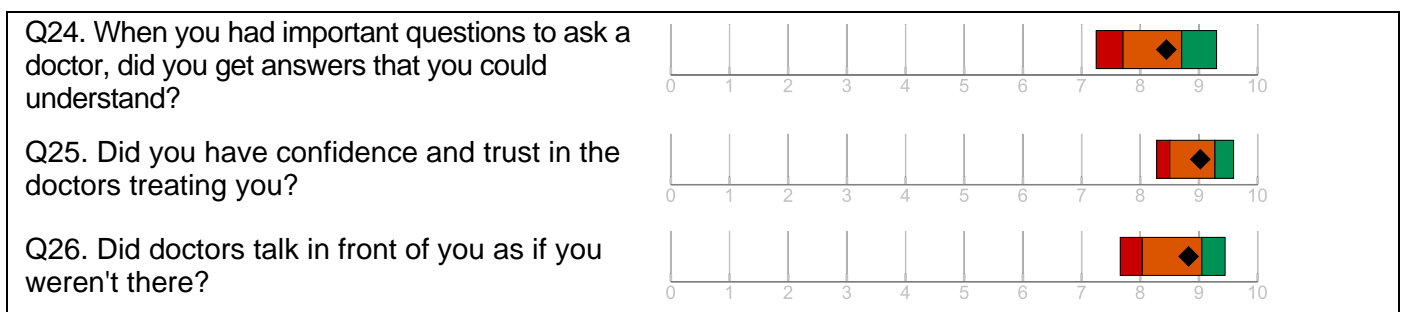 Q24. When you had important questions to ask a
doctor, did you get answers that you could
understand?
0 1 2 3 4 5 6 7 8 9 10
Q25. Did you have confidence and trust in the
doctors treating you?
0 1 2 3 4 5 6 7 8 9 10
Q26. Did doctors talk in front of you as if you
weren't there?
0 1 2 3 4 5 6 7 8 9 10